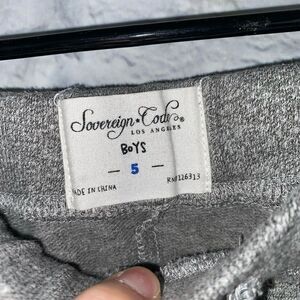 Sovereign Code®
LOS ANGELES
BOYS
— 5 —
MADE IN CHINA
RN#126313